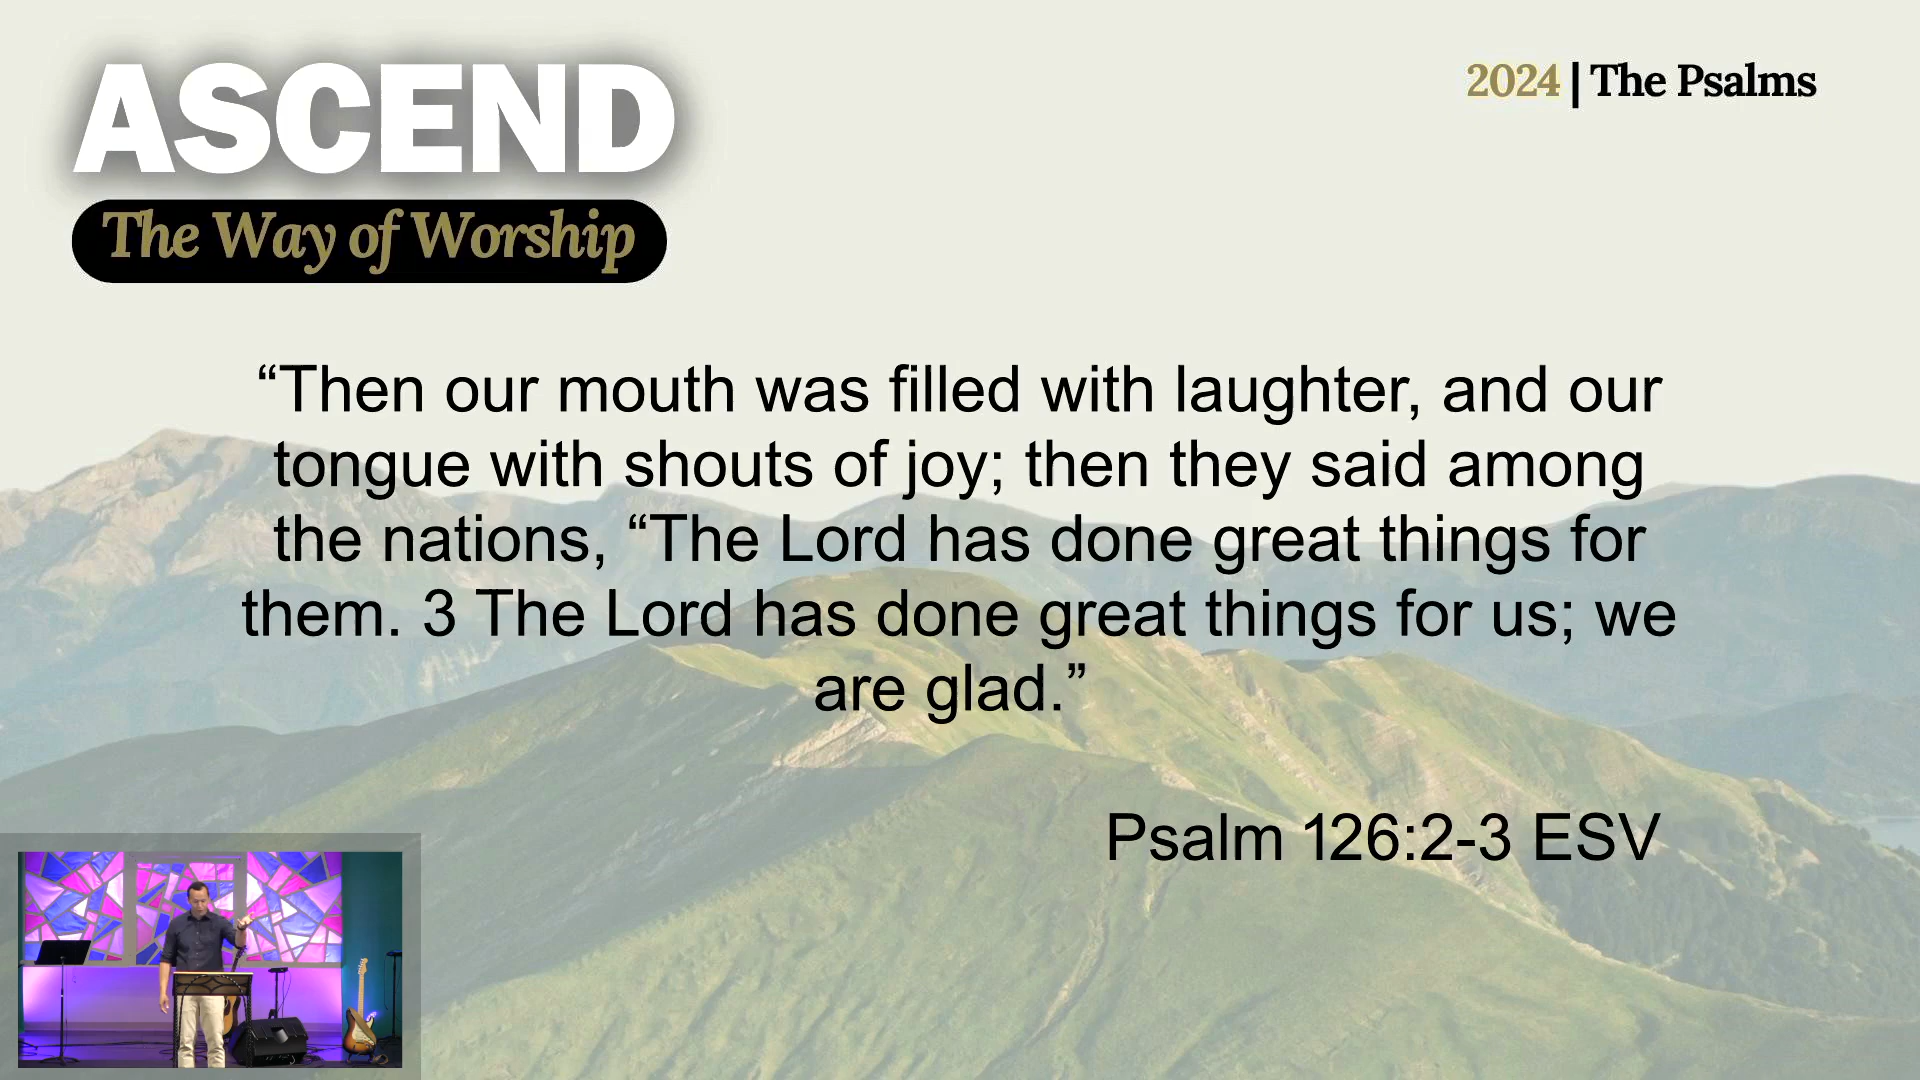 ASCEND
The Way of Worship
2024 | The Psalms
“Then our mouth was filled with laughter, and our
tongue with shouts of joy; then they said among
the nations, “The Lord has done great things for
them. 3 The Lord has done great things for us; we
are glad.”
Psalm 126:2-3 ESV